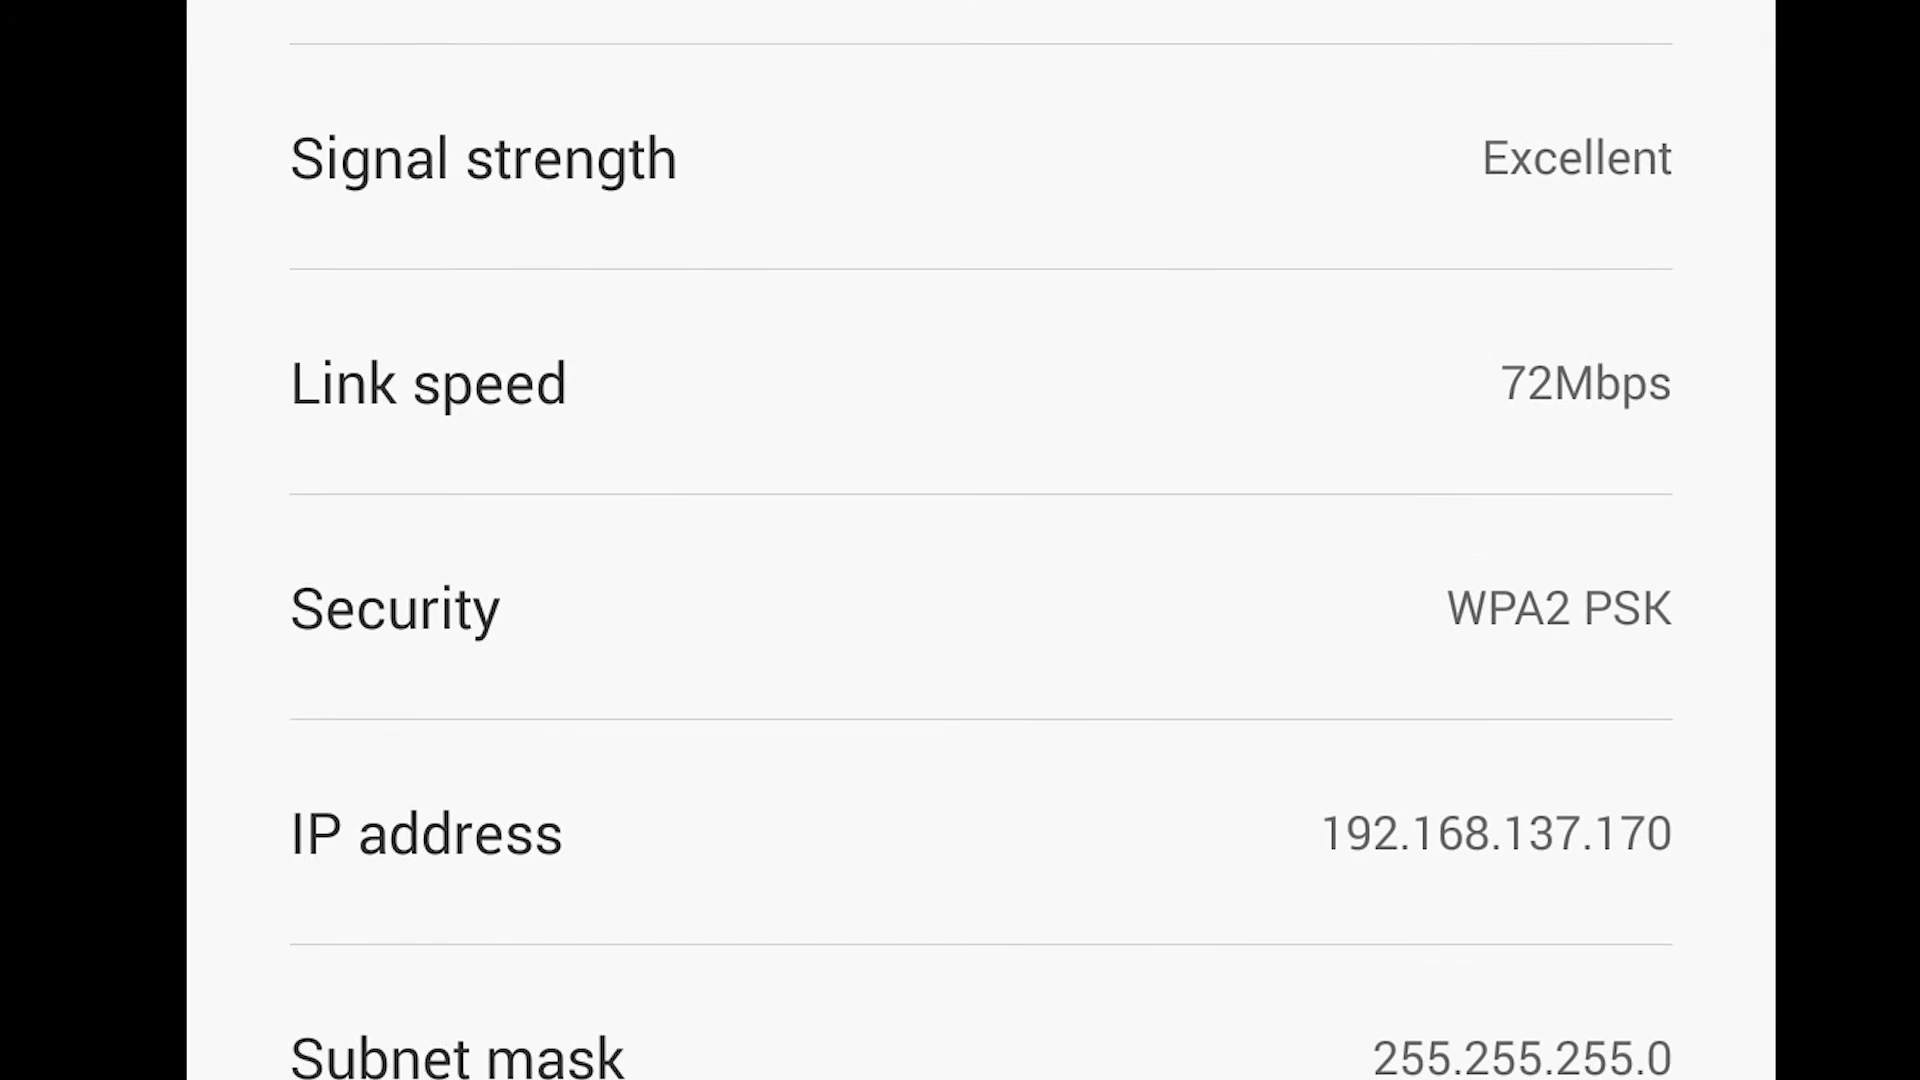 Signal strength Excellent
Link speed 72Mbps
Security WPA2 PSK
IP address 192.168.137.170
Subnet mask 255.255.255.0